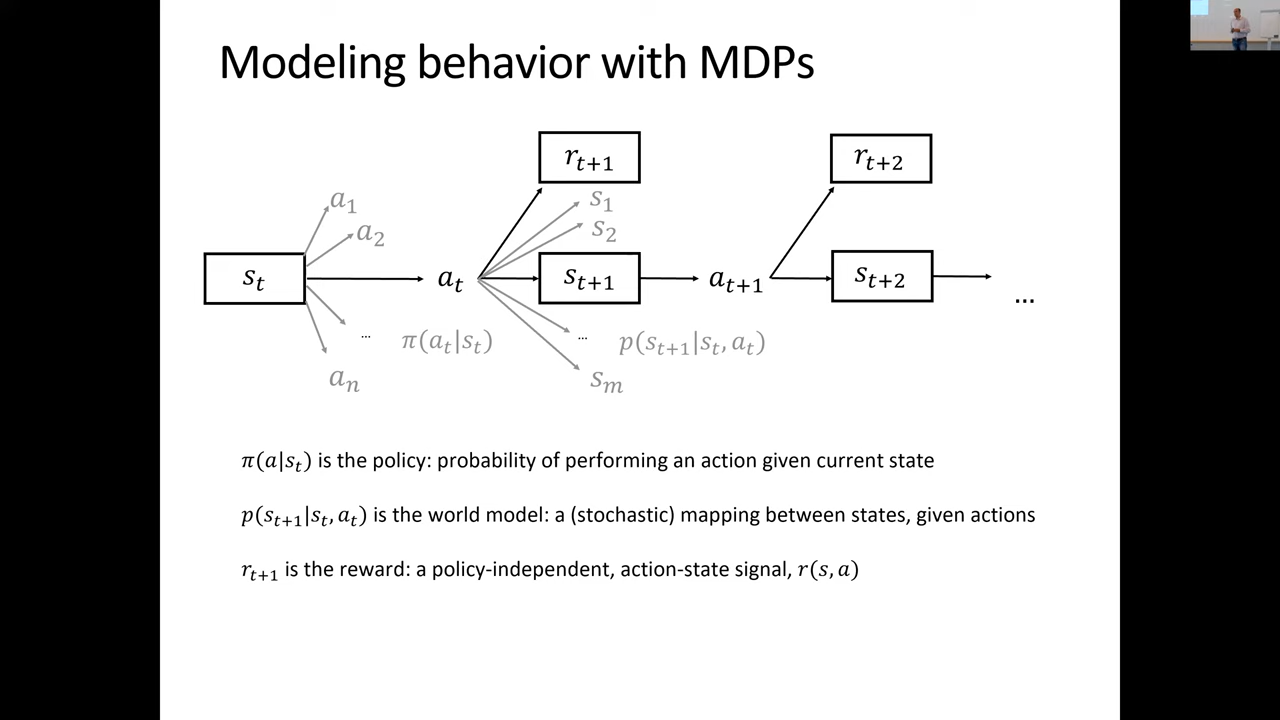 Modeling behavior with MDPs
r_{t+1}
r_{t+2}
a_1
s_1
a_2
s_2
s_t
a_t
s_{t+1}
a_{t+1}
s_{t+2}
...
...
π(a_t|s_t)
...
p(s_{t+1}|s_t, a_t)
a_n
s_m
π(a|s_t) is the policy: probability of performing an action given current state
p(s_{t+1}|s_t, a_t) is the world model: a (stochastic) mapping between states, given actions
r_{t+1} is the reward: a policy-independent, action-state signal, r(s, a)